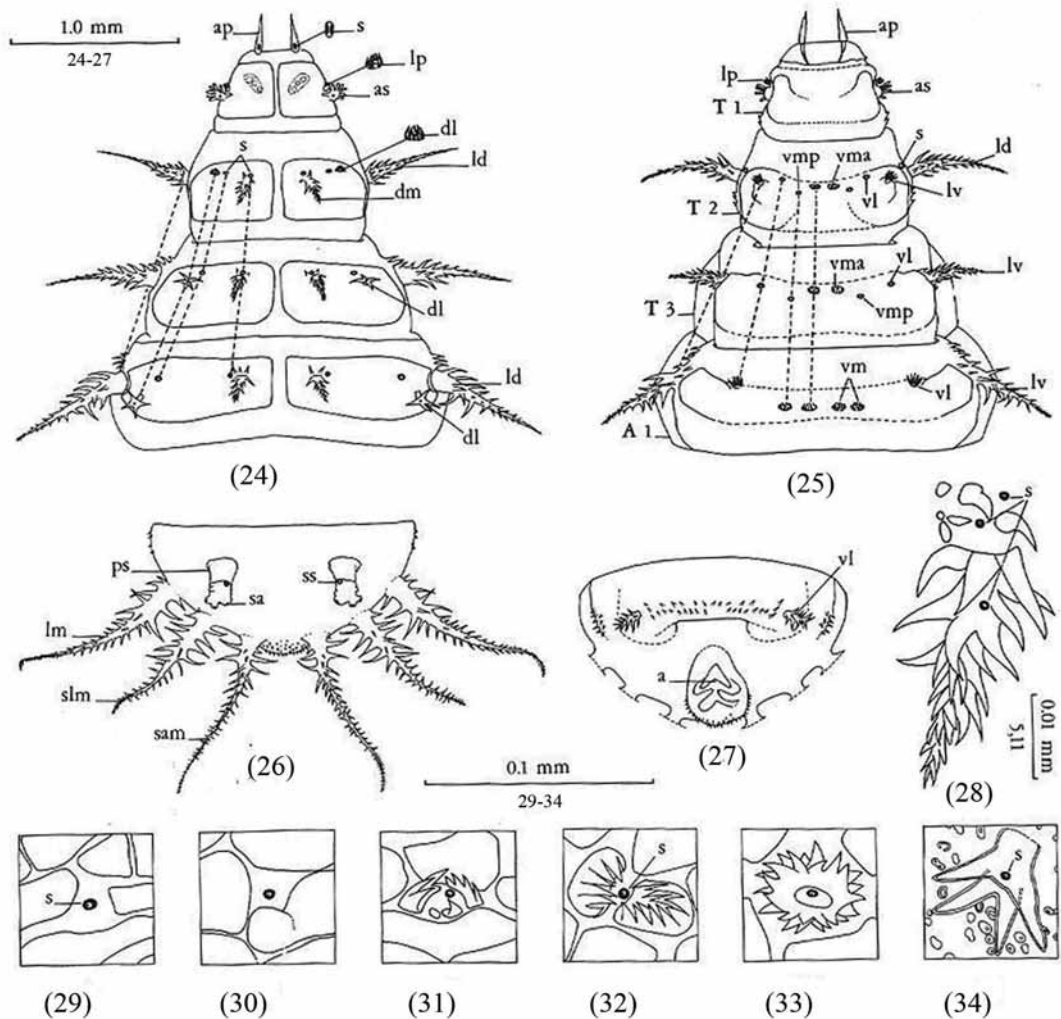 1.0 mm
24-27
ap
s
lp
as
dl
s
ld
dm
dl
ld
dl
(24)
ap
lp
as
T 1
s
ld
vmp
vma
vl
lv
T 2
vl
vma
lv
vmp
T 3
vm
lv
vl
A 1
(25)
ps
ss
sa
lm
slm
sam
(26)
vl
a
(27)
s
0.01 mm
5,11
(28)
0.1 mm
29-34
s
s
s
(29)
(30)
(31)
(32)
(33)
(34)